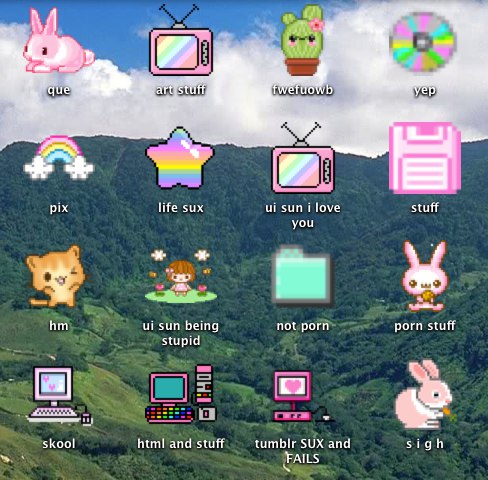 que
art stuff
fwefuowb
yep
pix
life sux
ui sun i love
you
stuff
hm
ui sun being
stupid
not porn
porn stuff
skool
html and stuff
tumblr SUX and
FAILS
s i g h